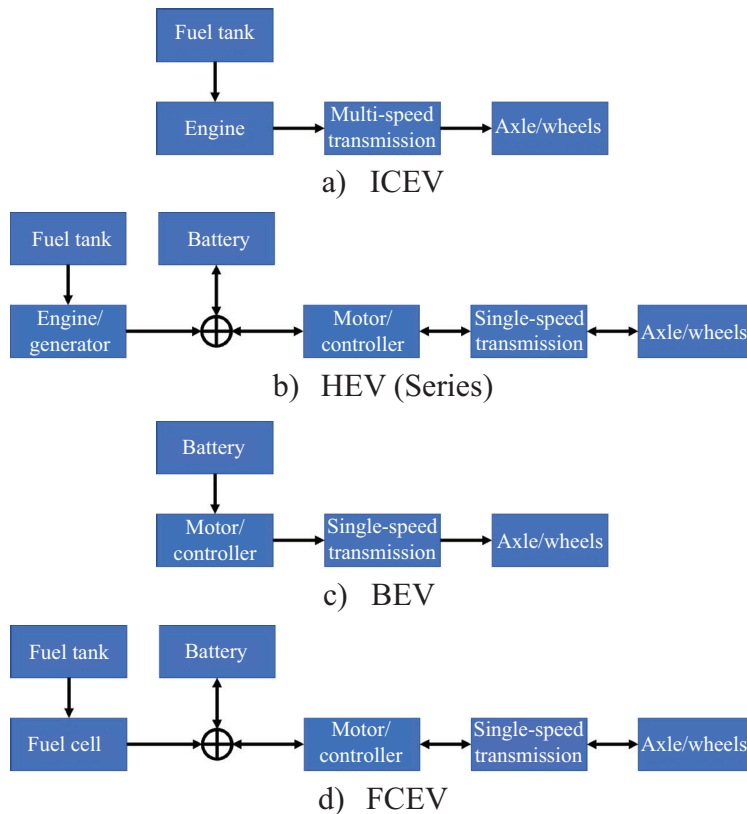 Fuel tank
Engine
Multi-speed
transmission
Axle/wheels
a) ICEV
Fuel tank
Battery
Engine/
generator
Motor/
controller
Single-speed
transmission
Axle/wheels
b) HEV (Series)
Battery
Motor/
controller
Single-speed
transmission
Axle/wheels
c) BEV
Fuel tank
Battery
Fuel cell
Motor/
controller
Single-speed
transmission
Axle/wheels
d) FCEV